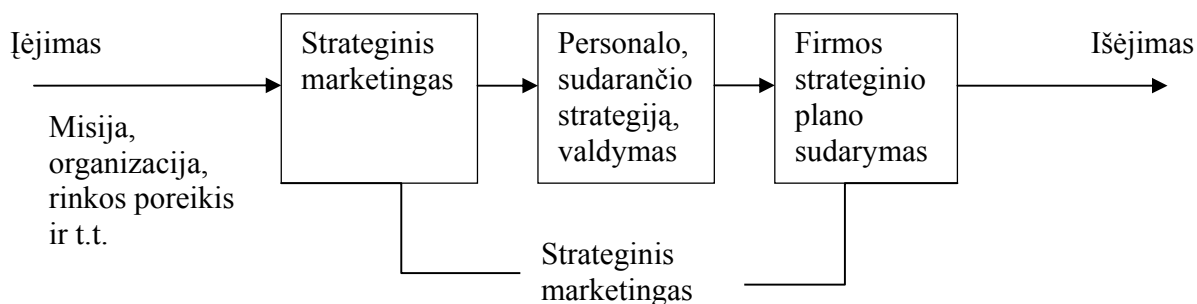 Įėjimas
Misija,
organizacija,
rinkos poreikis
ir t.t.
Strateginis
marketingas
Personalo,
sudarančio
strategiją,
valdymas
Firmos
strateginio
plano
sudarymas
Išėjimas
Strateginis
marketingas